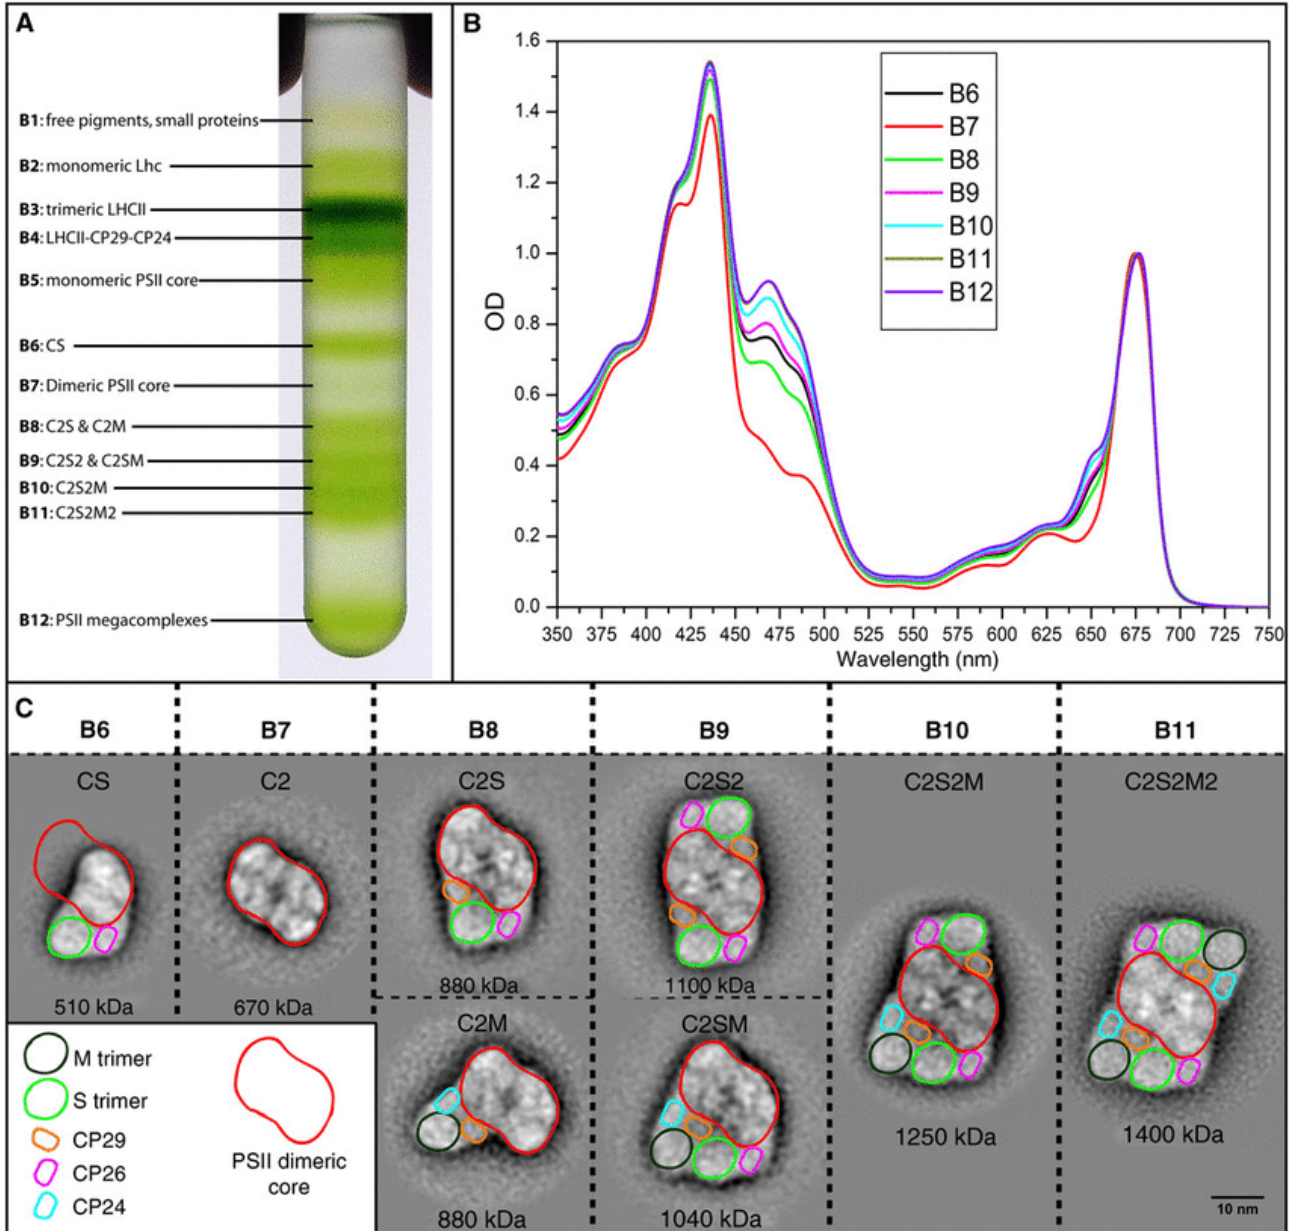 A
B1: free pigments, small proteins
B2: monomeric Lhc
B3: trimeric LHCII
B4: LHCII-CP29-CP24
B5: monomeric PSII core
B6: CS
B7: Dimeric PSII core
B8: C2S & C2M
B9: C2S2 & C2SM
B10: C2S2M
B11: C2S2M2
B12: PSII megacomplexes
B
OD
1.6
1.4
1.2
1.0
0.8
0.6
0.4
0.2
0.0
350 375 400 425 450 475 500 525 550 575 600 625 650 675 700 725 750
Wavelength (nm)
B6
B7
B8
B9
B10
B11
B12
C
B6 B7 B8 B9 B10 B11
CS C2 C2S C2S2 C2S2M C2S2M2
510 kDa 670 kDa 880 kDa 1100 kDa
C2M C2SM
880 kDa 1040 kDa 1250 kDa 1400 kDa
M trimer
S trimer
CP29
CP26
CP24
PSII dimeric
core
10 nm